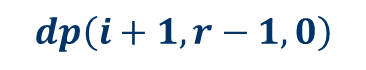 dp(i + 1, r − 1, 0)